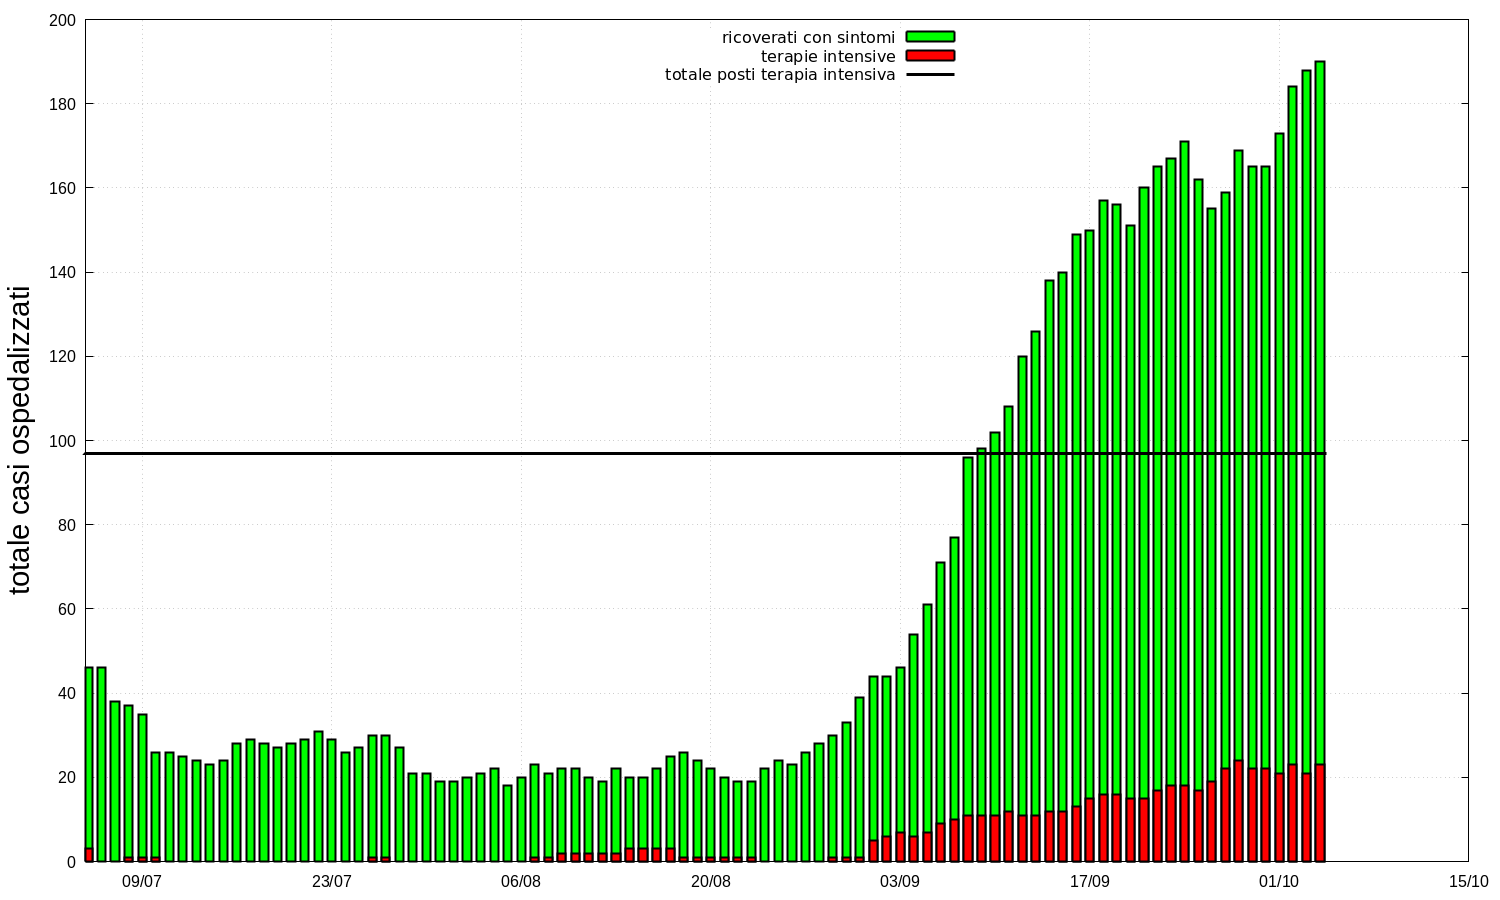 totale casi ospedalizzati
200
180
160
140
120
100
80
60
40
20
0
ricoverati con sintomi
terapie intensive
totale posti terapia intensiva
09/07 23/07 06/08 20/08 03/09 17/09 01/10 15/10